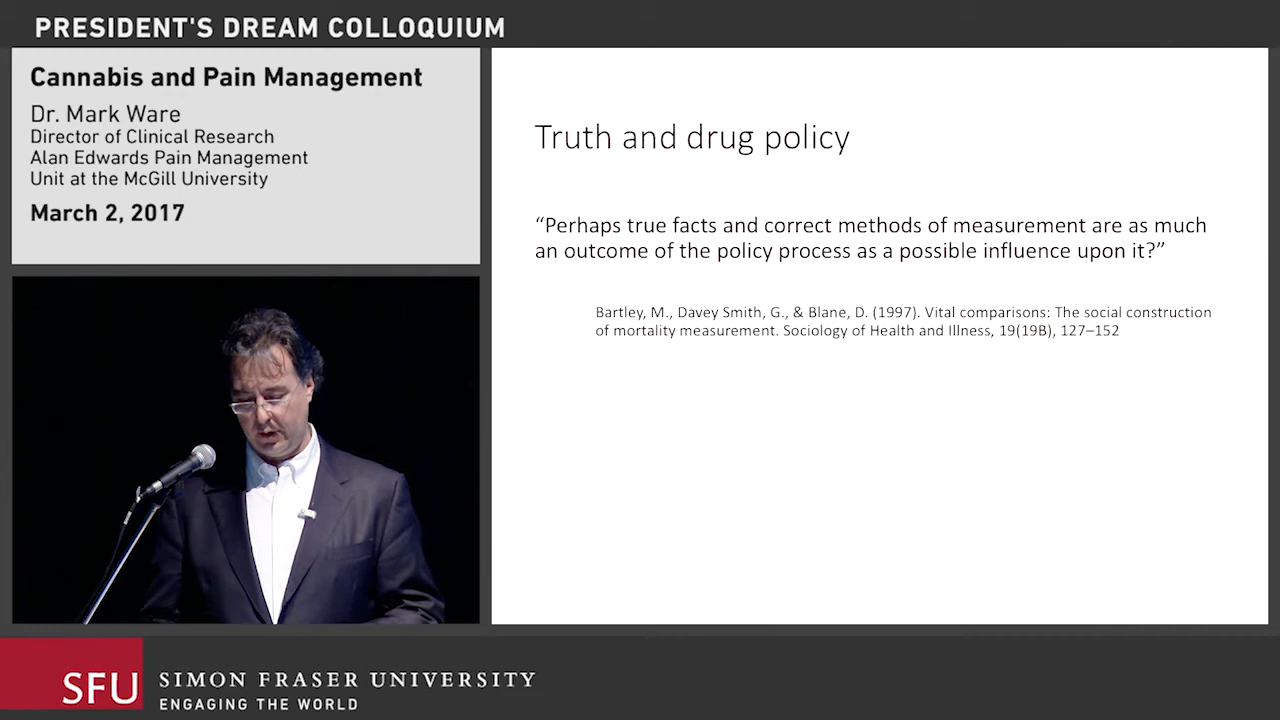 PRESIDENT'S DREAM COLLOQUIUM
Cannabis and Pain Management
Dr. Mark Ware
Director of Clinical Research
Alan Edwards Pain Management
Unit at the McGill University
March 2, 2017
Truth and drug policy
“Perhaps true facts and correct methods of measurement are as much
an outcome of the policy process as a possible influence upon it?”
Bartley, M., Davey Smith, G., & Blane, D. (1997). Vital comparisons: The social construction
of mortality measurement. Sociology of Health and Illness, 19(19B), 127–152
SFU
SIMON FRASER UNIVERSITY
ENGAGING THE WORLD